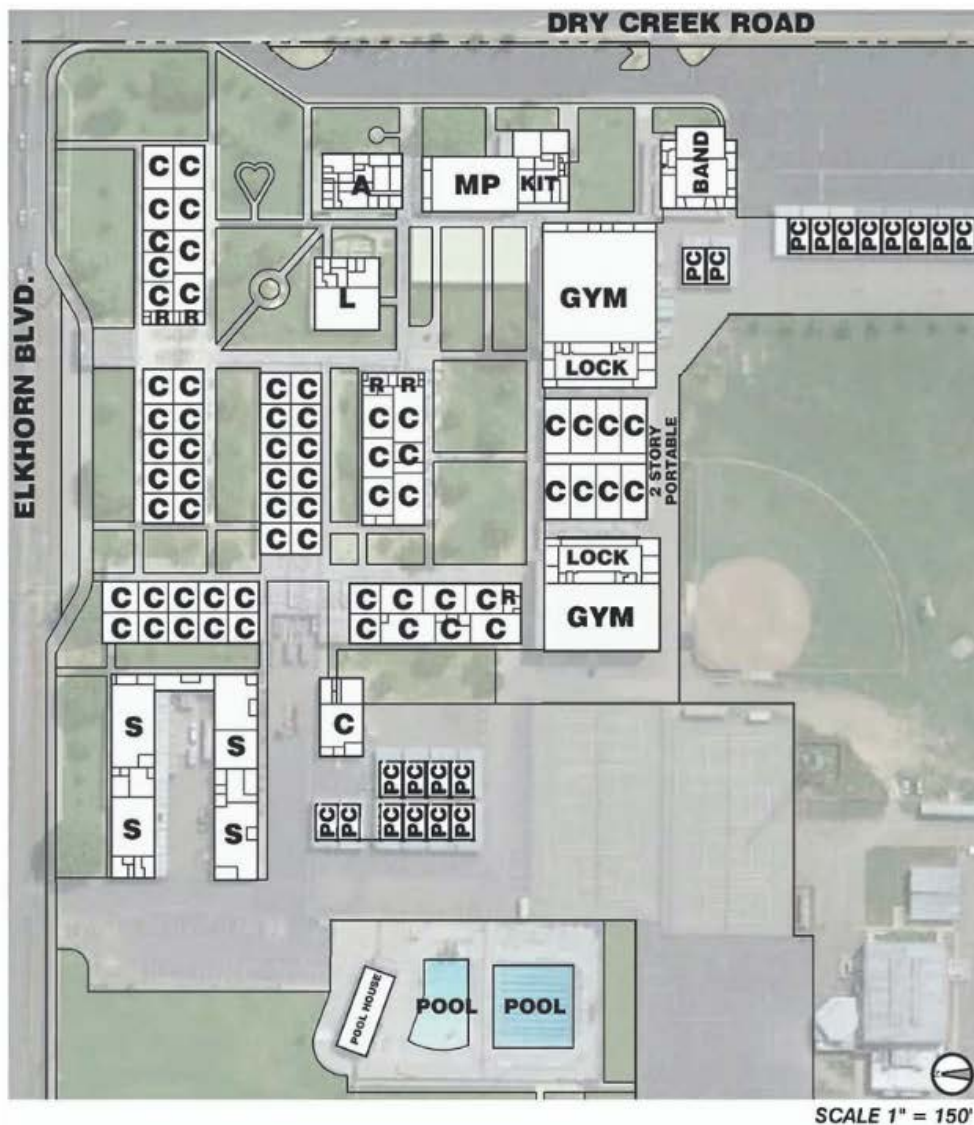 DRY CREEK ROAD
ELKHORN BLVD.
C C
C C
C C
C
C C
R R
A
MP
KIT
BAND
L
PC PC PC PC PC PC PC PC
PC PC
GYM
LOCK
C C
C C
C C
C C
C C
C C
C C
C C
C C
C C
C C
R R
C C
C C
C C
C C C C
C C C C
2 STORY
PORTABLE
LOCK
GYM
C C C C C
C C C C C
C C C C R
C C C C
S
S
S
S
C
PC PC PC PC
PC PC
PC PC PC PC
POOL HOUSE
POOL
POOL
SCALE 1" = 150'